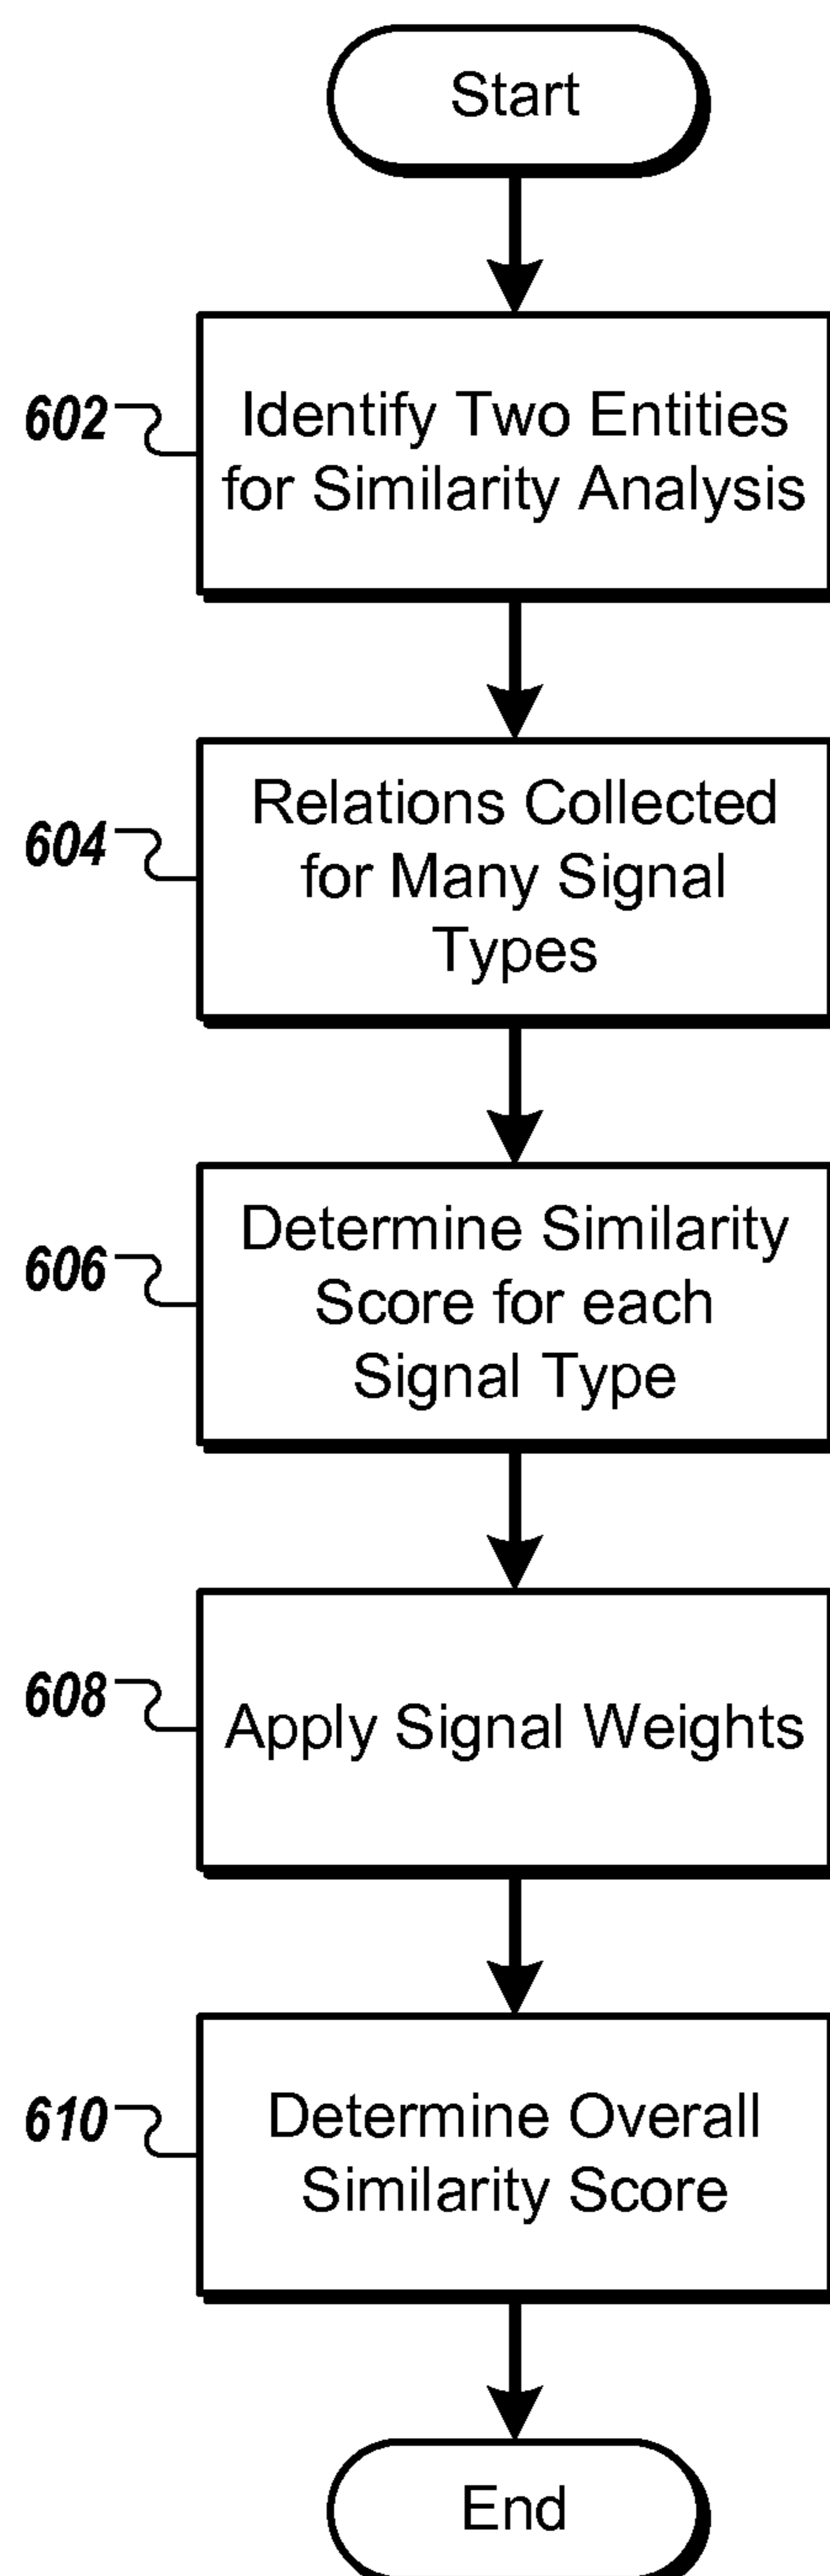 Start
602
Identify Two Entities
for Similarity Analysis
604
Relations Collected
for Many Signal
Types
606
Determine Similarity
Score for each
Signal Type
608
Apply Signal Weights
610
Determine Overall
Similarity Score
End